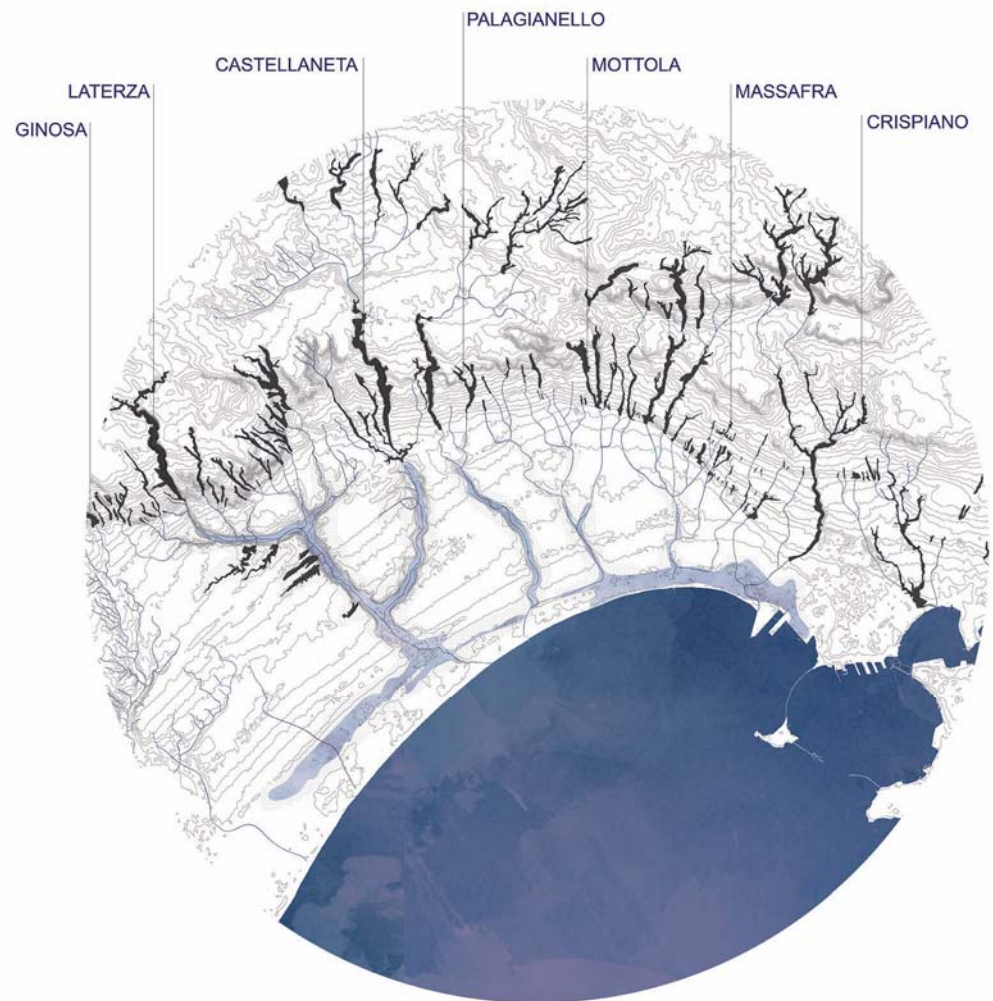 PALAGIANELLO
CASTELLANETA
MOTTOLA
LATERZA
MASSAFRA
GINOSA
CRISPIANO